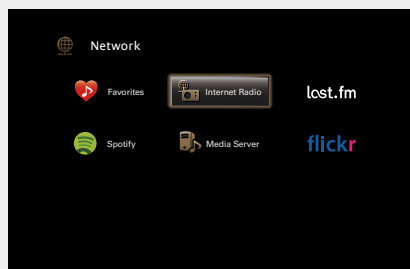 Network
Favorites
Internet Radio
last.fm
Spotify
Media Server
flickr